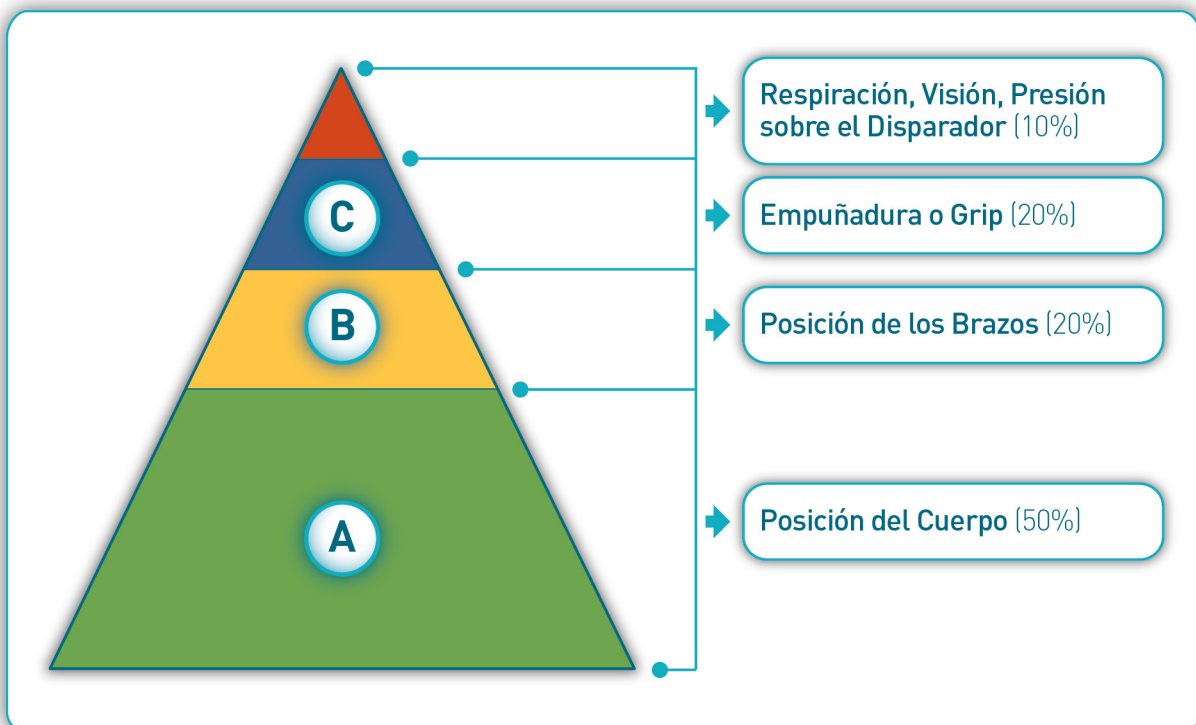 Respiración, Visión, Presión
sobre el Disparador (10%)
C
Empuñadura o Grip (20%)
B
Posición de los Brazos (20%)
A
Posición del Cuerpo (50%)